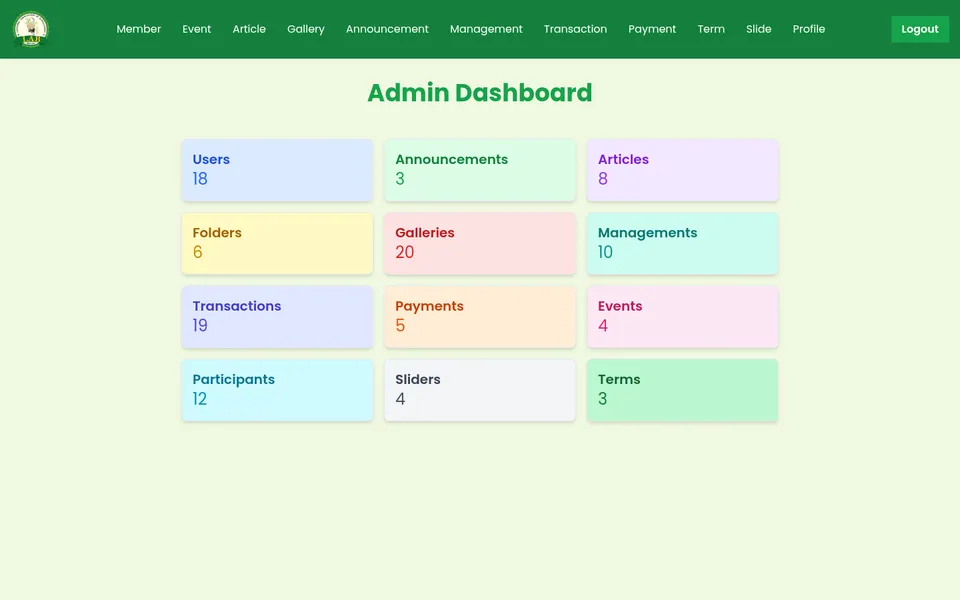 Member Event Article Gallery Announcement Management Transaction Payment Term Slide Profile Logout
Admin Dashboard
Users Announcements Articles
18 3 8
Folders Galleries Managements
6 20 10
Transactions Payments Events
19 5 4
Participants Sliders Terms
12 4 3